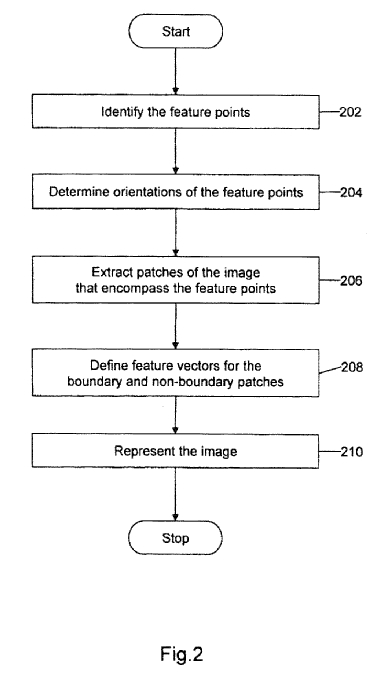 Start
Identify the feature points
202
Determine orientations of the feature points
204
Extract patches of the image
that encompass the feature points
206
Define feature vectors for the
boundary and non-boundary patches
208
Represent the image
210
Stop
Fig.2